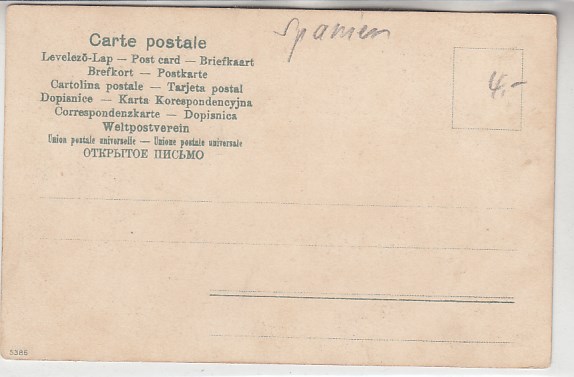 Spanien
Carte postale
Levelező-Lap — Post card — Briefkaart
Brefkort — Postkarte
Cartolina postale — Tarjeta postal
Dopisnice — Karta Korespondencyjna
Correspondenzkarte — Dopisnica
Weltpostverein
Union postale universelle — Unione postale universale
ОТКРЫТОЕ ПИСЬМО
4.-
5386